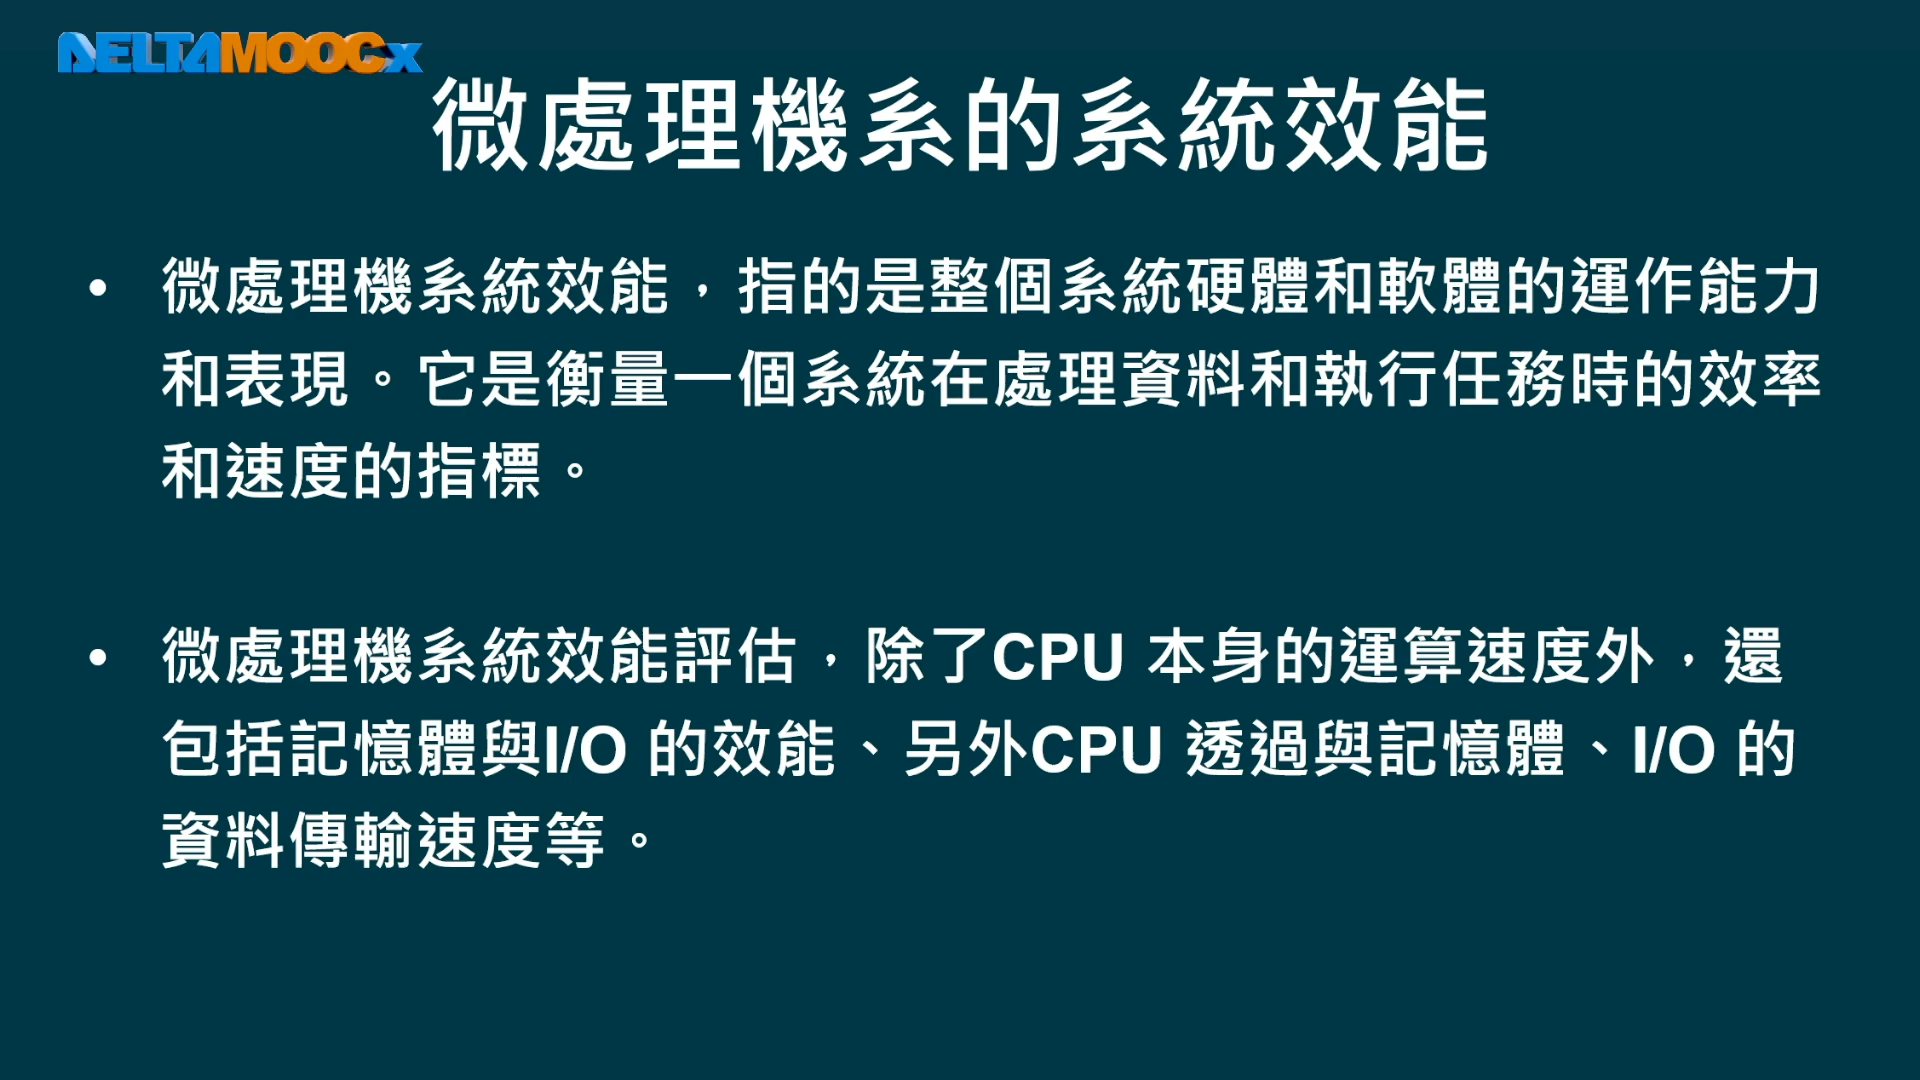 DELTAMOOCx
微處理機系的系統效能
• 微處理機系統效能，指的是整個系統硬體和軟體的運作能力
和表現。它是衡量一個系統在處理資料和執行任務時的效率
和速度的指標。
• 微處理機系統效能評估，除了CPU 本身的運算速度外，還
包括記憶體與I/O 的效能、另外CPU 透過與記憶體、I/O 的
資料傳輸速度等。